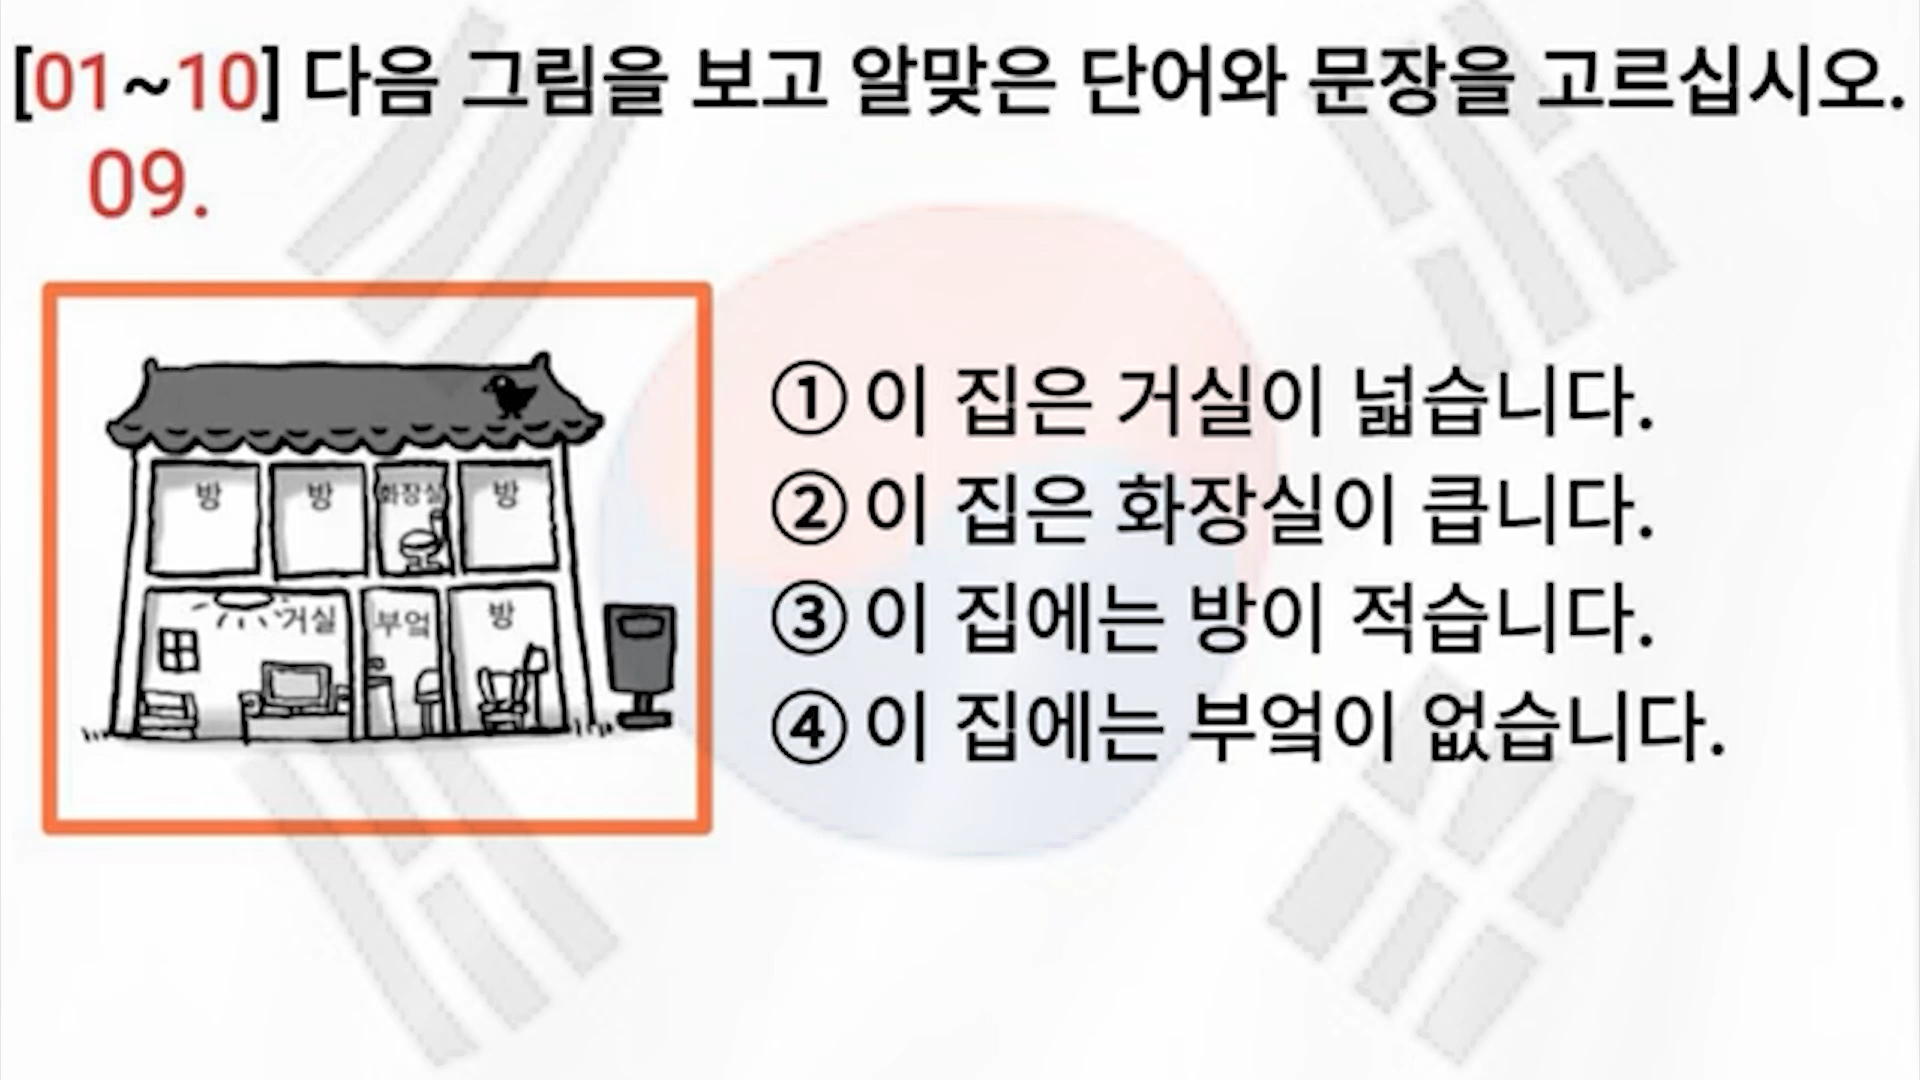 [01~10] 다음 그림을 보고 알맞은 단어와 문장을 고르십시오.
09.
방 방 화장실 방
거실 부엌 방
① 이 집은 거실이 넓습니다.
② 이 집은 화장실이 큽니다.
③ 이 집에는 방이 적습니다.
④ 이 집에는 부엌이 없습니다.